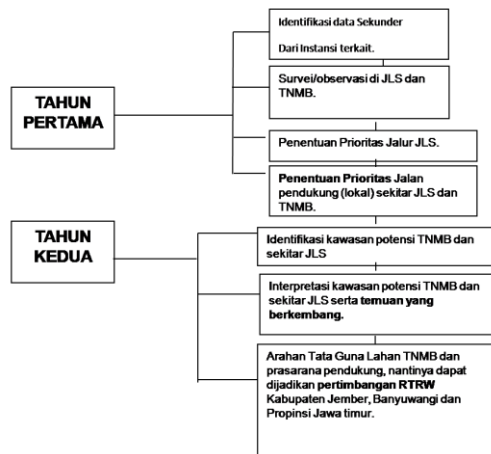 Identifikasi data Sekunder
Dari Instansi terkait.
Survei/observasi di JLS dan
TNMB.
TAHUN
PERTAMA
Penentuan Prioritas Jalur JLS.
Penentuan Prioritas Jalan
pendukung (lokal) sekitar JLS dan
TNMB.
TAHUN
KEDUA
Identifikasi kawasan potensi TNMB dan
sekitar JLS
Interpretasi kawasan potensi TNMB dan
sekitar JLS serta temuan yang
berkembang.
Arahan Tata Guna Lahan TNMB dan
prasarana pendukung, nantinya dapat
dijadikan pertimbangan RTRW
Kabupaten Jember, Banyuwangi dan
Propinsi Jawa timur.